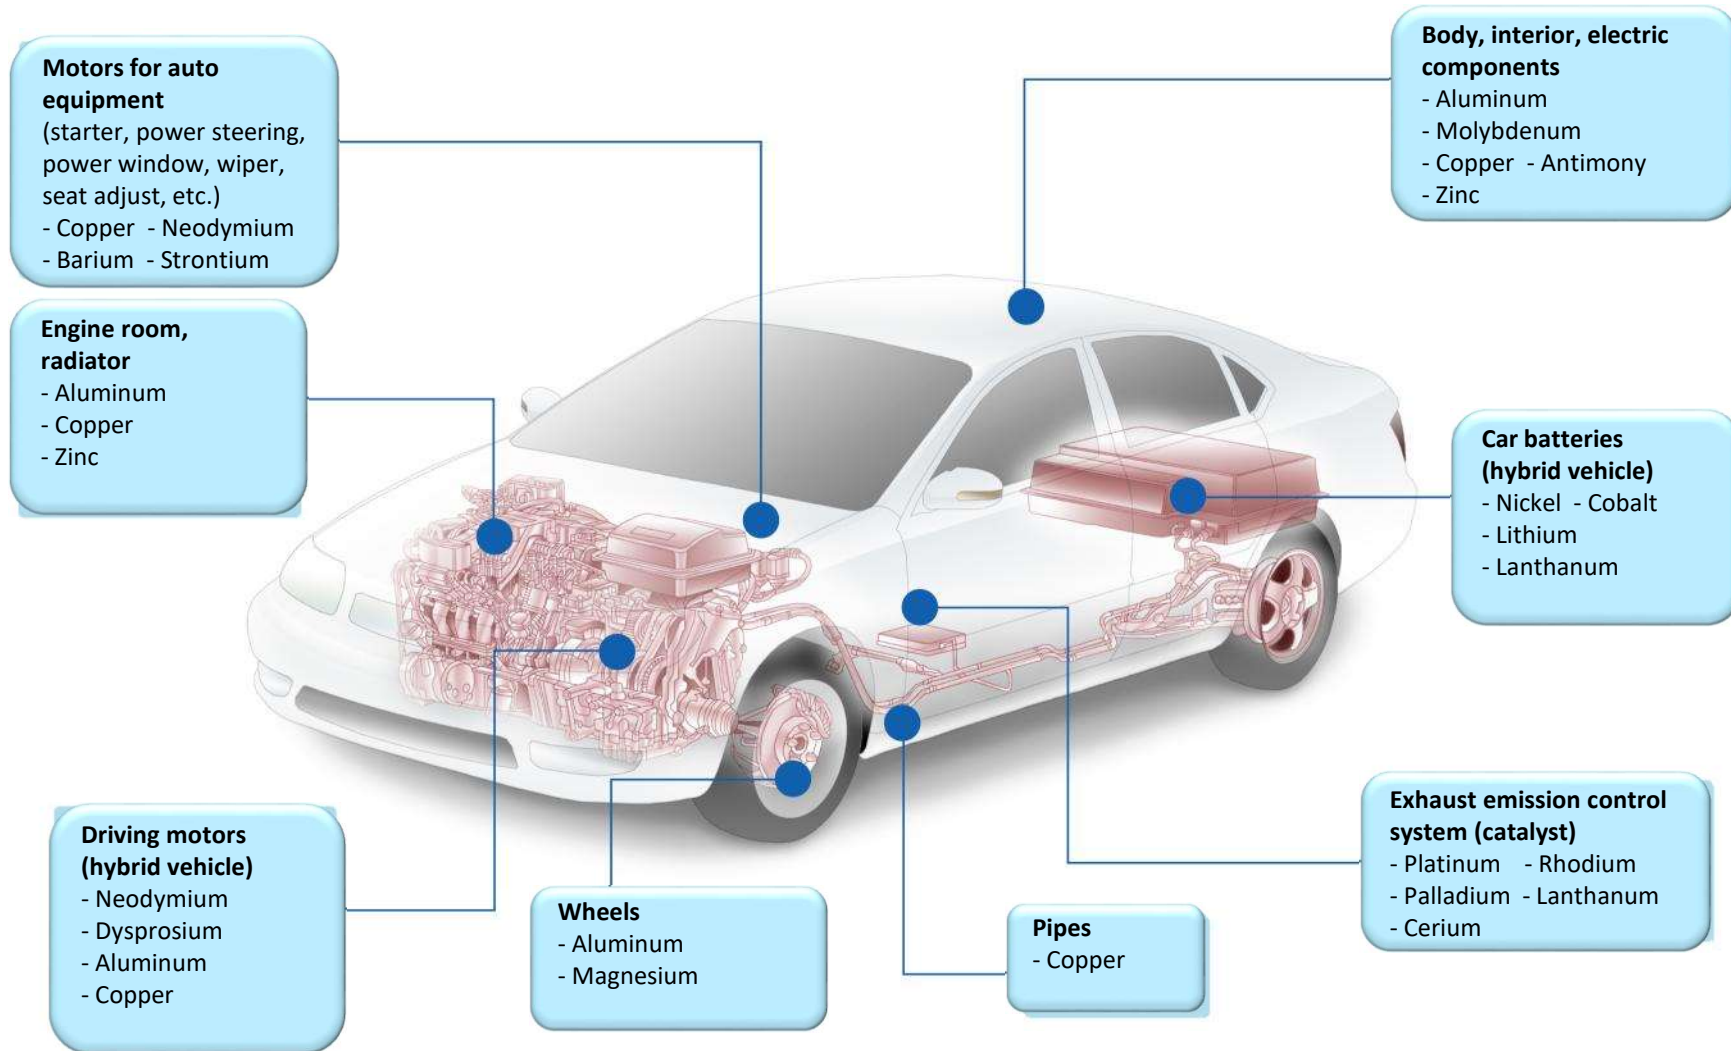 Motors for auto
equipment
(starter, power steering,
power window, wiper,
seat adjust, etc.)
- Copper - Neodymium
- Barium - Strontium
Body, interior, electric
components
- Aluminum
- Molybdenum
- Copper - Antimony
- Zinc
Engine room,
radiator
- Aluminum
- Copper
- Zinc
Car batteries
(hybrid vehicle)
- Nickel - Cobalt
- Lithium
- Lanthanum
Driving motors
(hybrid vehicle)
- Neodymium
- Dysprosium
- Aluminum
- Copper
Wheels
- Aluminum
- Magnesium
Pipes
- Copper
Exhaust emission control
system (catalyst)
- Platinum - Rhodium
- Palladium - Lanthanum
- Cerium